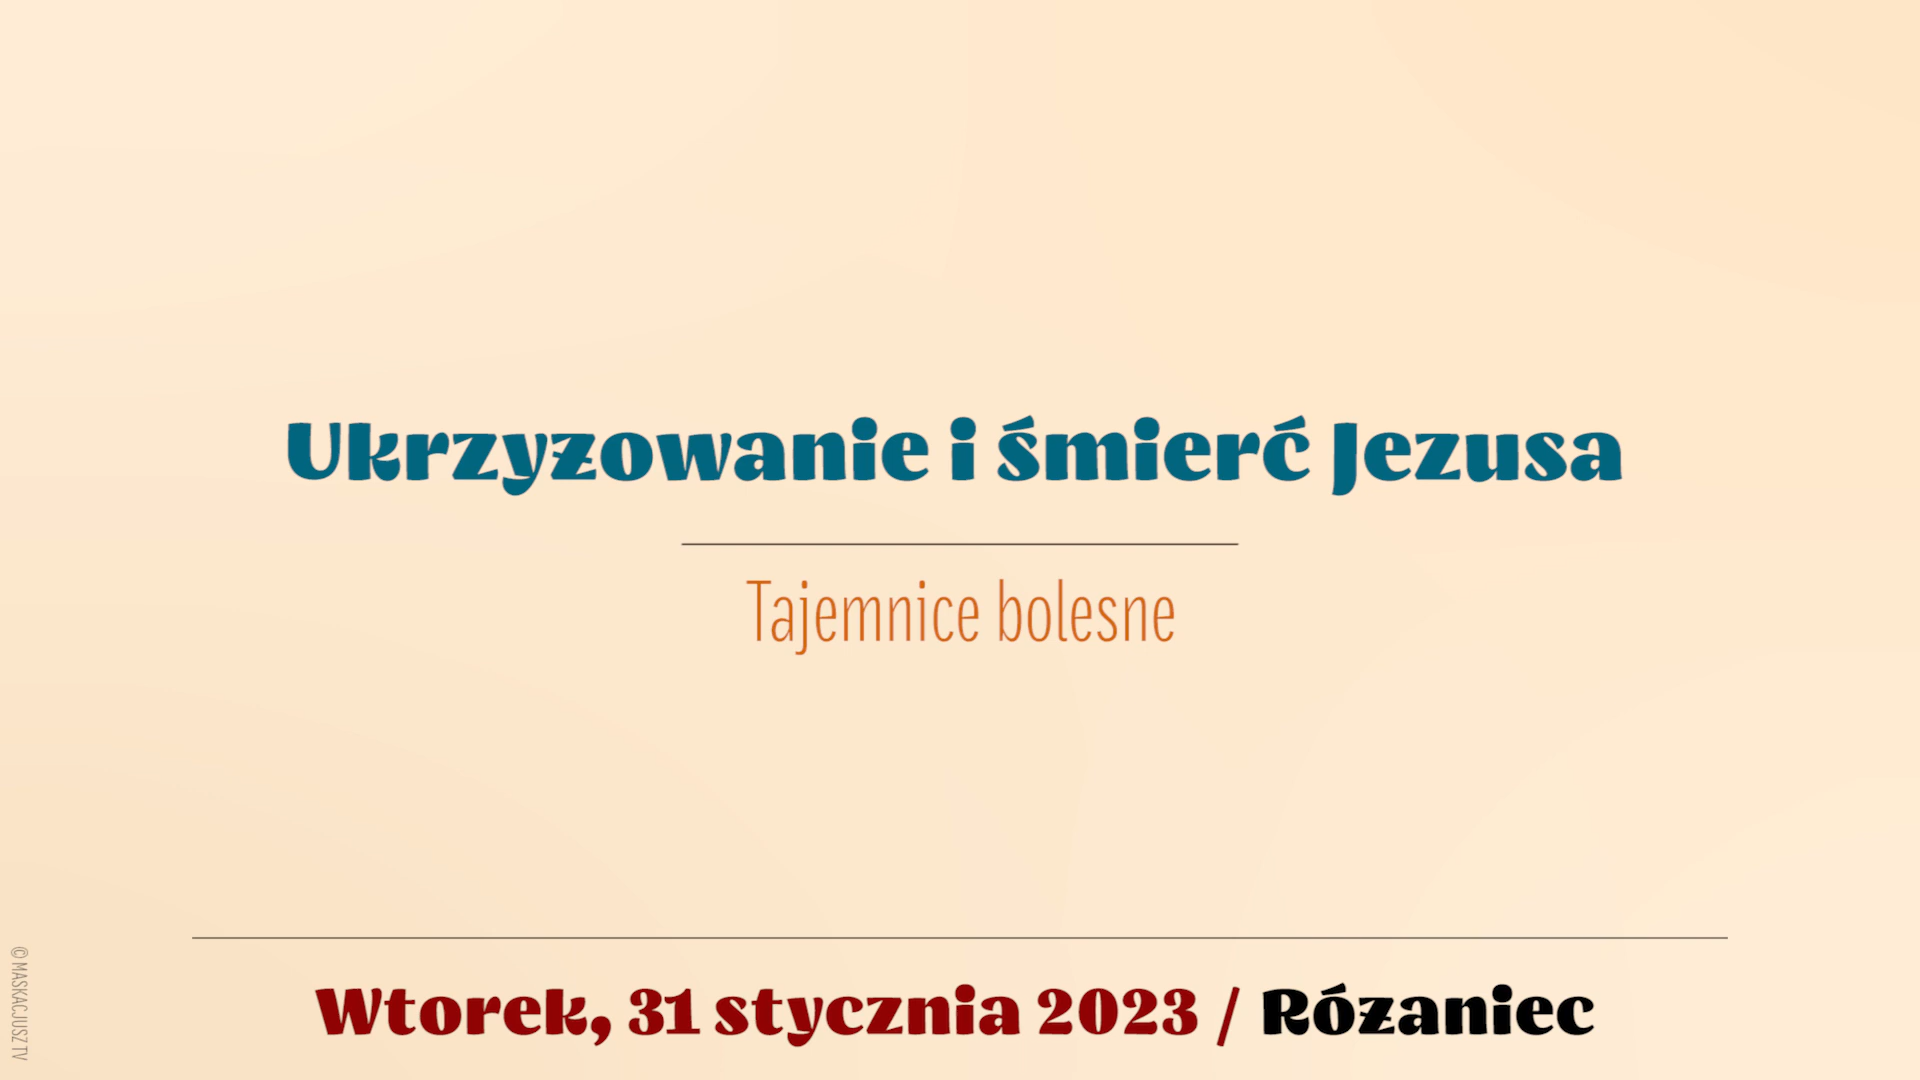 Ukrzyżowanie i śmierć Jezusa
Tajemnice bolesne
Wtorek, 31 stycznia 2023 / Różaniec
© MASKACJUSZ TV